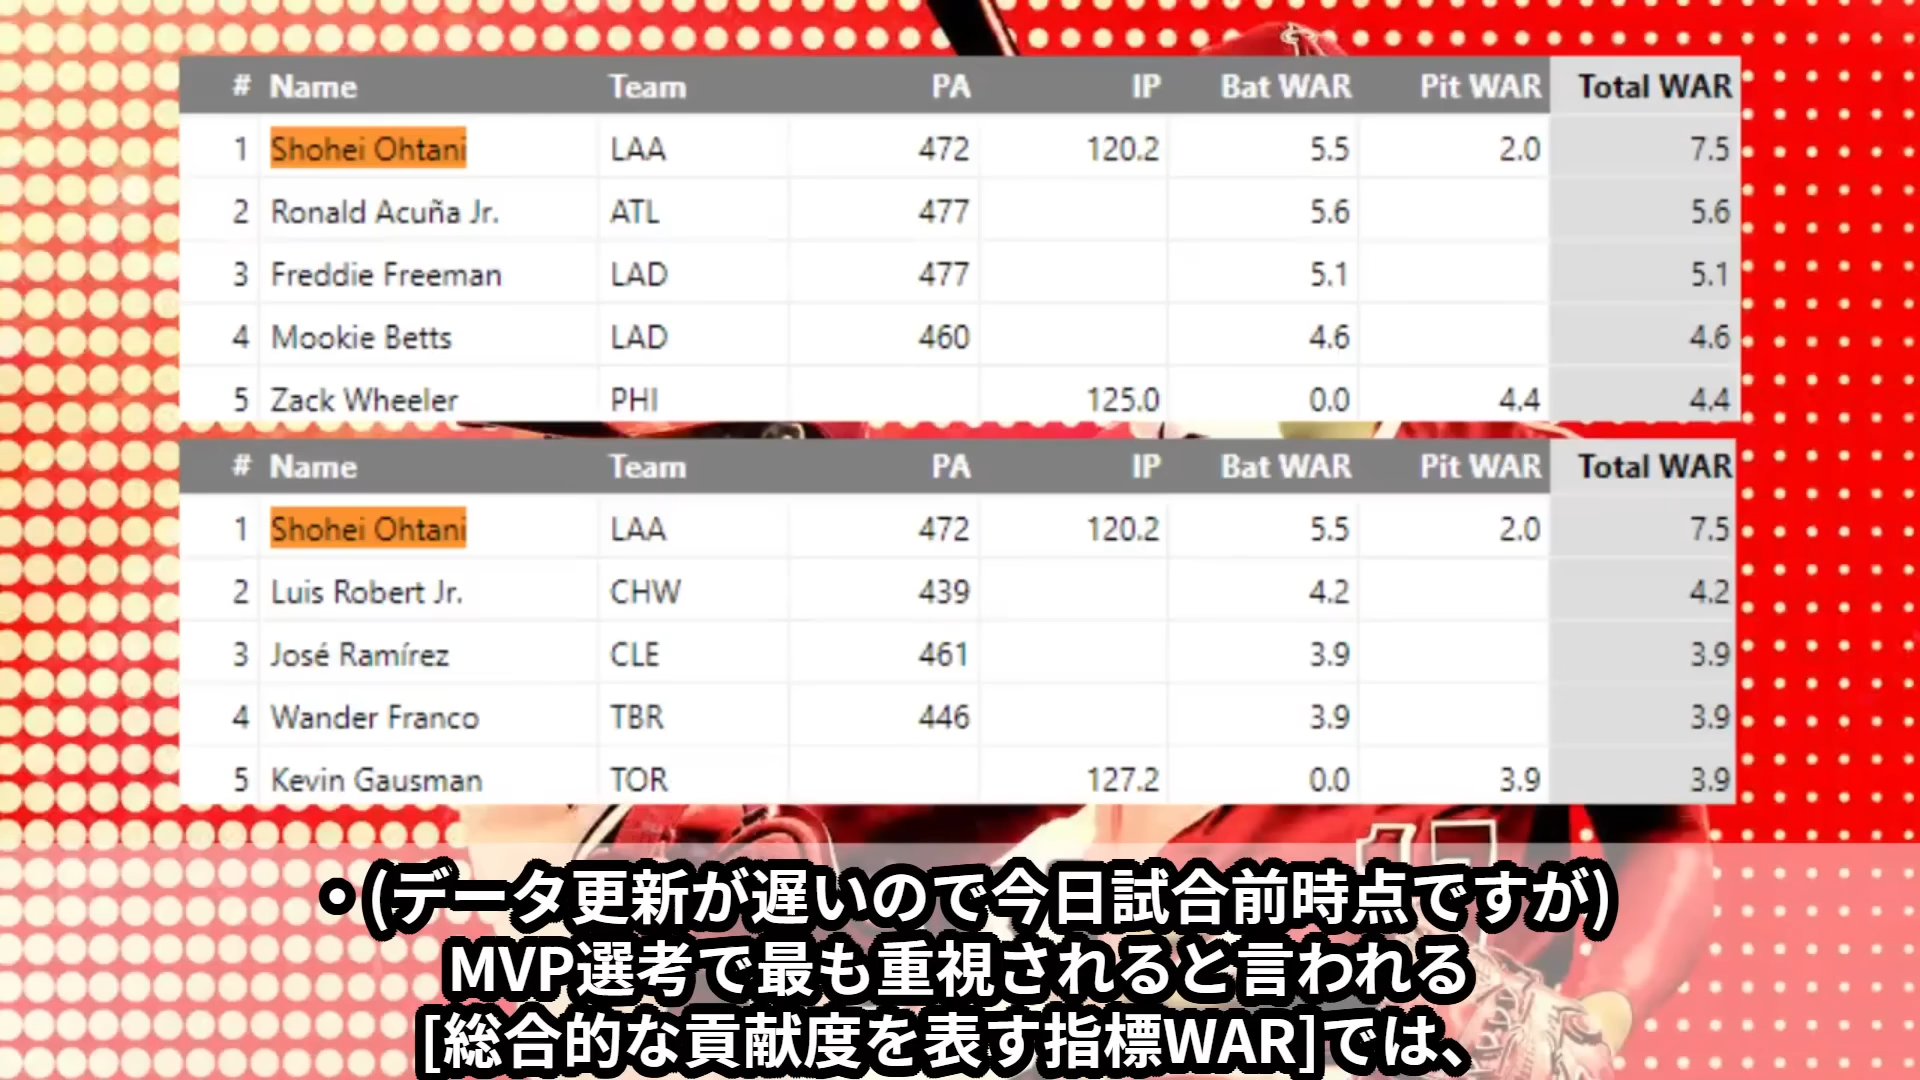 # Name Team PA IP Bat WAR Pit WAR Total WAR
1 Shohei Ohtani LAA 472 120.2 5.5 2.0 7.5
2 Ronald Acuña Jr. ATL 477 5.6 5.6
3 Freddie Freeman LAD 477 5.1 5.1
4 Mookie Betts LAD 460 4.6 4.6
5 Zack Wheeler PHI 125.0 0.0 4.4 4.4
# Name Team PA IP Bat WAR Pit WAR Total WAR
1 Shohei Ohtani LAA 472 120.2 5.5 2.0 7.5
2 Luis Robert Jr. CHW 439 4.2 4.2
3 José Ramírez CLE 461 3.9 3.9
4 Wander Franco TBR 446 3.9 3.9
5 Kevin Gausman TOR 127.2 0.0 3.9 3.9
17
・(データ更新が遅いので今日試合前時点ですが)
MVP選考で最も重視されると言われる
[総合的な貢献度を表す指標WAR]では、